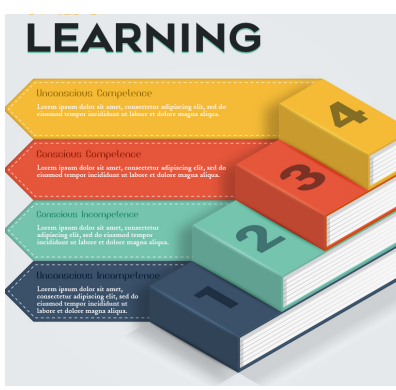 LEARNING
Unconscious Competence
Lorem ipsum dolor sit amet, consectetur adipiscing elit, sed do
eiusmod tempor incididunt ut labore et dolore magna aliqua.
4
Conscious Competence
Lorem ipsum dolor sit amet, consectetur adipiscing elit, sed do
eiusmod tempor incididunt ut labore et dolore magna aliqua.
3
Conscious Incompetence
Lorem ipsum dolor sit amet, consectetur
adipiscing elit, sed do eiusmod tempor
incididunt ut labore et dolore magna aliqua.
2
Unconscious Incompetence
Lorem ipsum dolor sit amet,
consectetur adipiscing elit, sed do
eiusmod tempor incididunt ut
labore et dolore magna aliqua.
1